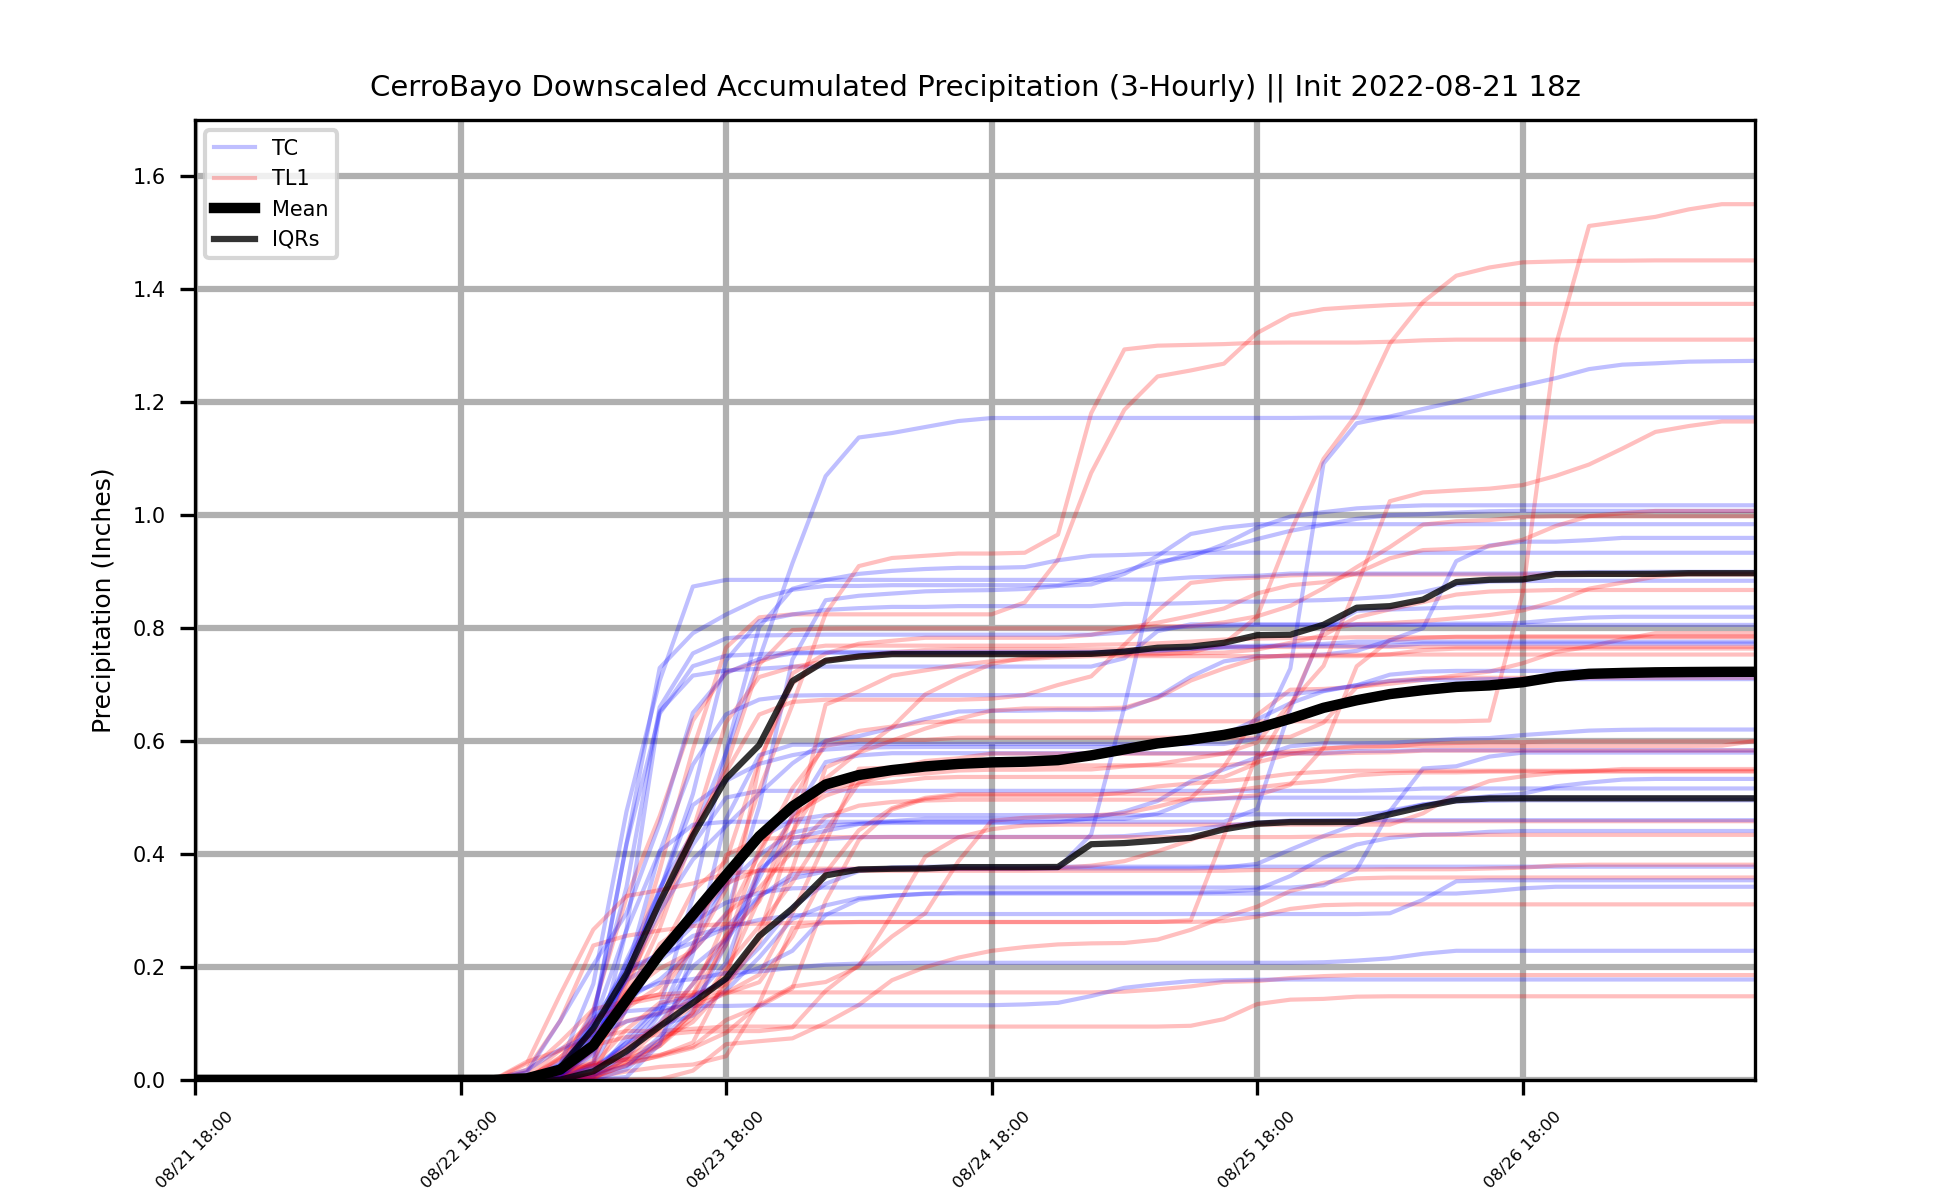 CerroBayo Downscaled Accumulated Precipitation (3-Hourly) || Init 2022-08-21 18z
TC
TL1
Mean
IQRs
Precipitation (Inches)
1.6
1.4
1.2
1.0
0.8
0.6
0.4
0.2
0.0
08/21 18:00
08/22 18:00
08/23 18:00
08/24 18:00
08/25 18:00
08/26 18:00